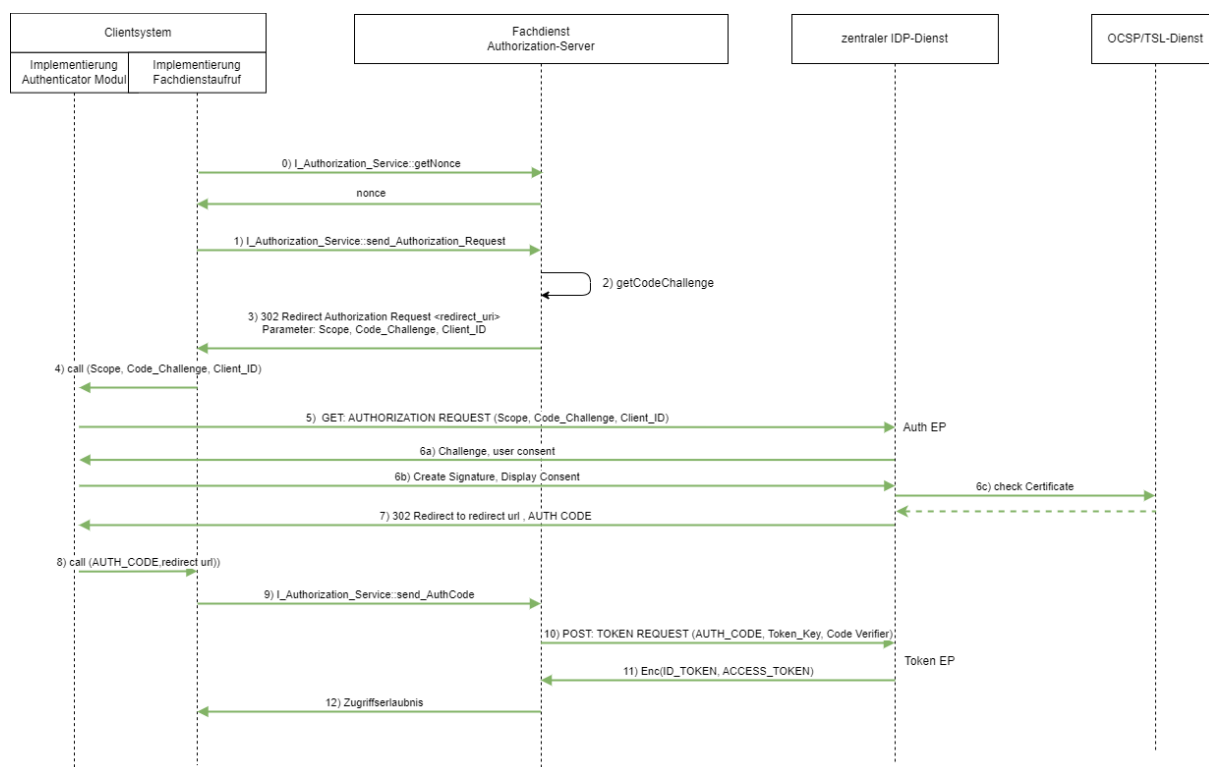 Clientsystem
Fachdienst
Authorization-Server
zentraler IDP-Dienst
OCSP/TSL-Dienst
Implementierung
Authenticator Modul
Implementierung
Fachdienstaufruf
0) I_Authorization_Service::getNonce
nonce
1) I_Authorization_Service::send_Authorization_Request
2) getCodeChallenge
3) 302 Redirect Authorization Request <redirect_uri>
Parameter: Scope, Code_Challenge, Client_ID
4) call (Scope, Code_Challenge, Client_ID)
5) GET: AUTHORIZATION REQUEST (Scope, Code_Challenge, Client_ID)
Auth EP
6a) Challenge, user consent
6b) Create Signature, Display Consent
6c) check Certificate
7) 302 Redirect to redirect url , AUTH CODE
8) call (AUTH_CODE,redirect url))
9) I_Authorization_Service::send_AuthCode
10) POST: TOKEN REQUEST (AUTH_CODE, Token_Key, Code Verifier)
Token EP
11) Enc(ID_TOKEN, ACCESS_TOKEN)
12) Zugriffserlaubnis